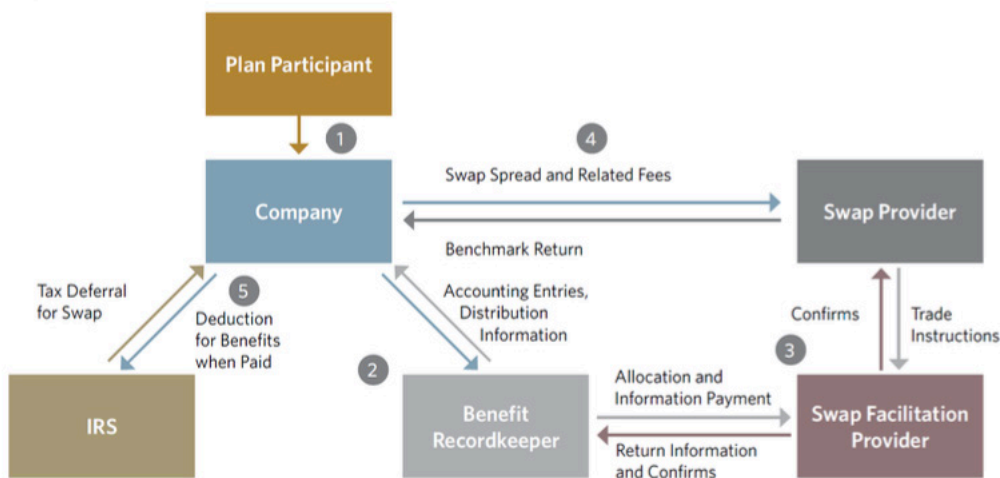 Plan Participant
1
4
Swap Spread and Related Fees
Company
Swap Provider
Benchmark Return
Tax Deferral
for Swap
5
Deduction
for Benefits
when Paid
Accounting Entries,
Distribution
Information
Confirms
Trade
Instructions
2
3
Allocation and
Information Payment
IRS
Benefit
Recordkeeper
Swap Facilitation
Provider
Return Information
and Confirms